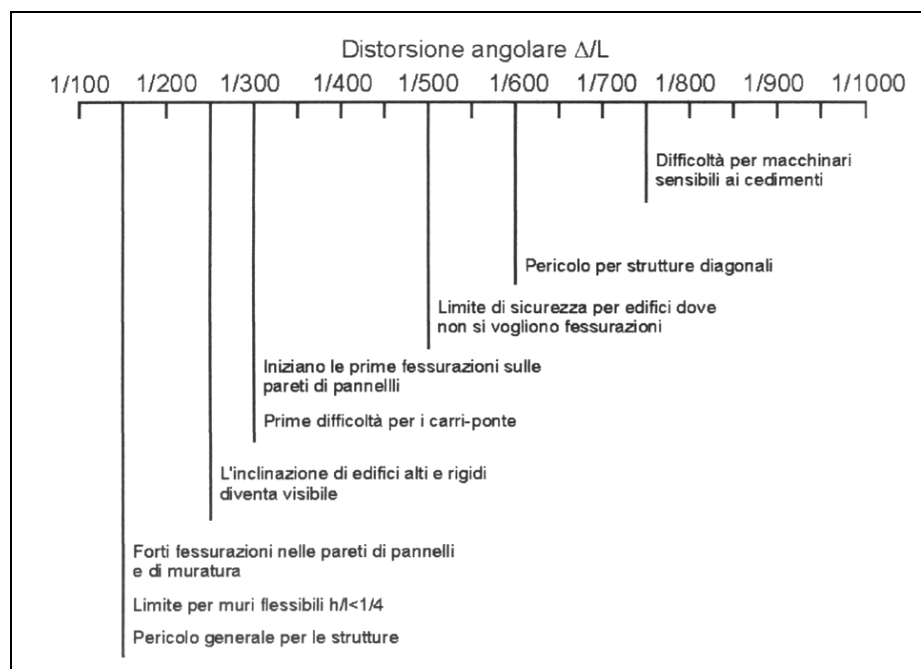 Distorsione angolare Δ/L
1/100 1/200 1/300 1/400 1/500 1/600 1/700 1/800 1/900 1/1000
Difficoltà per macchinari
sensibili ai cedimenti
Pericolo per strutture diagonali
Limite di sicurezza per edifici dove
non si vogliono fessurazioni
Iniziano le prime fessurazioni sulle
pareti di pannellli
Prime difficoltà per i carri-ponte
L'inclinazione di edifici alti e rigidi
diventa visibile
Forti fessurazioni nelle pareti di pannelli
e di muratura
Limite per muri flessibili h/l<1/4
Pericolo generale per le strutture